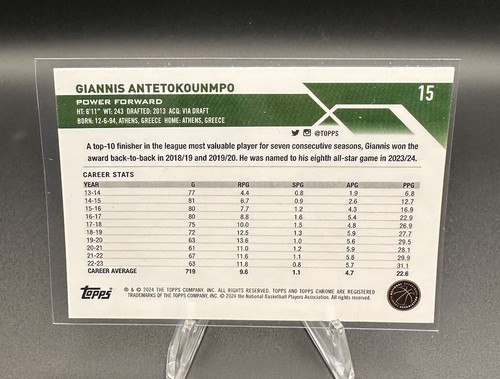 GIANNIS ANTETOKOUNMPO
15
POWER FORWARD
HT: 6'11" WT: 243 DRAFTED: 2013 ACQ: VIA DRAFT
BORN: 12-6-94, ATHENS, GREECE HOME: ATHENS, GREECE
@TOPPS
A top-10 finisher in the league most valuable player for seven consecutive seasons, Giannis won the
award back-to-back in 2018/19 and 2019/20. He was named to his eighth all-star game in 2023/24.
CAREER STATS
YEAR G RPG SPG APG PPG
13-14 77 4.4 0.8 1.9 6.8
14-15 81 6.7 0.9 2.6 12.7
15-16 80 7.7 1.2 4.3 16.9
16-17 80 8.8 1.6 5.4 22.9
17-18 75 10.0 1.5 4.8 26.9
18-19 72 12.5 1.3 5.9 27.7
19-20 63 13.6 1.0 5.6 29.5
20-21 61 11.0 1.2 5.9 28.1
21-22 67 11.6 1.1 5.8 29.9
22-23 63 11.8 0.8 5.7 31.1
CAREER AVERAGE 719 9.6 1.1 4.7 22.6
Topps
® & © 2024 THE TOPPS COMPANY, INC. ALL RIGHTS RESERVED. TOPPS AND TOPPS CHROME ARE REGISTERED
TRADEMARKS OF THE TOPPS COMPANY, INC. © 2024 the National Basketball Players Association. All rights reserved.